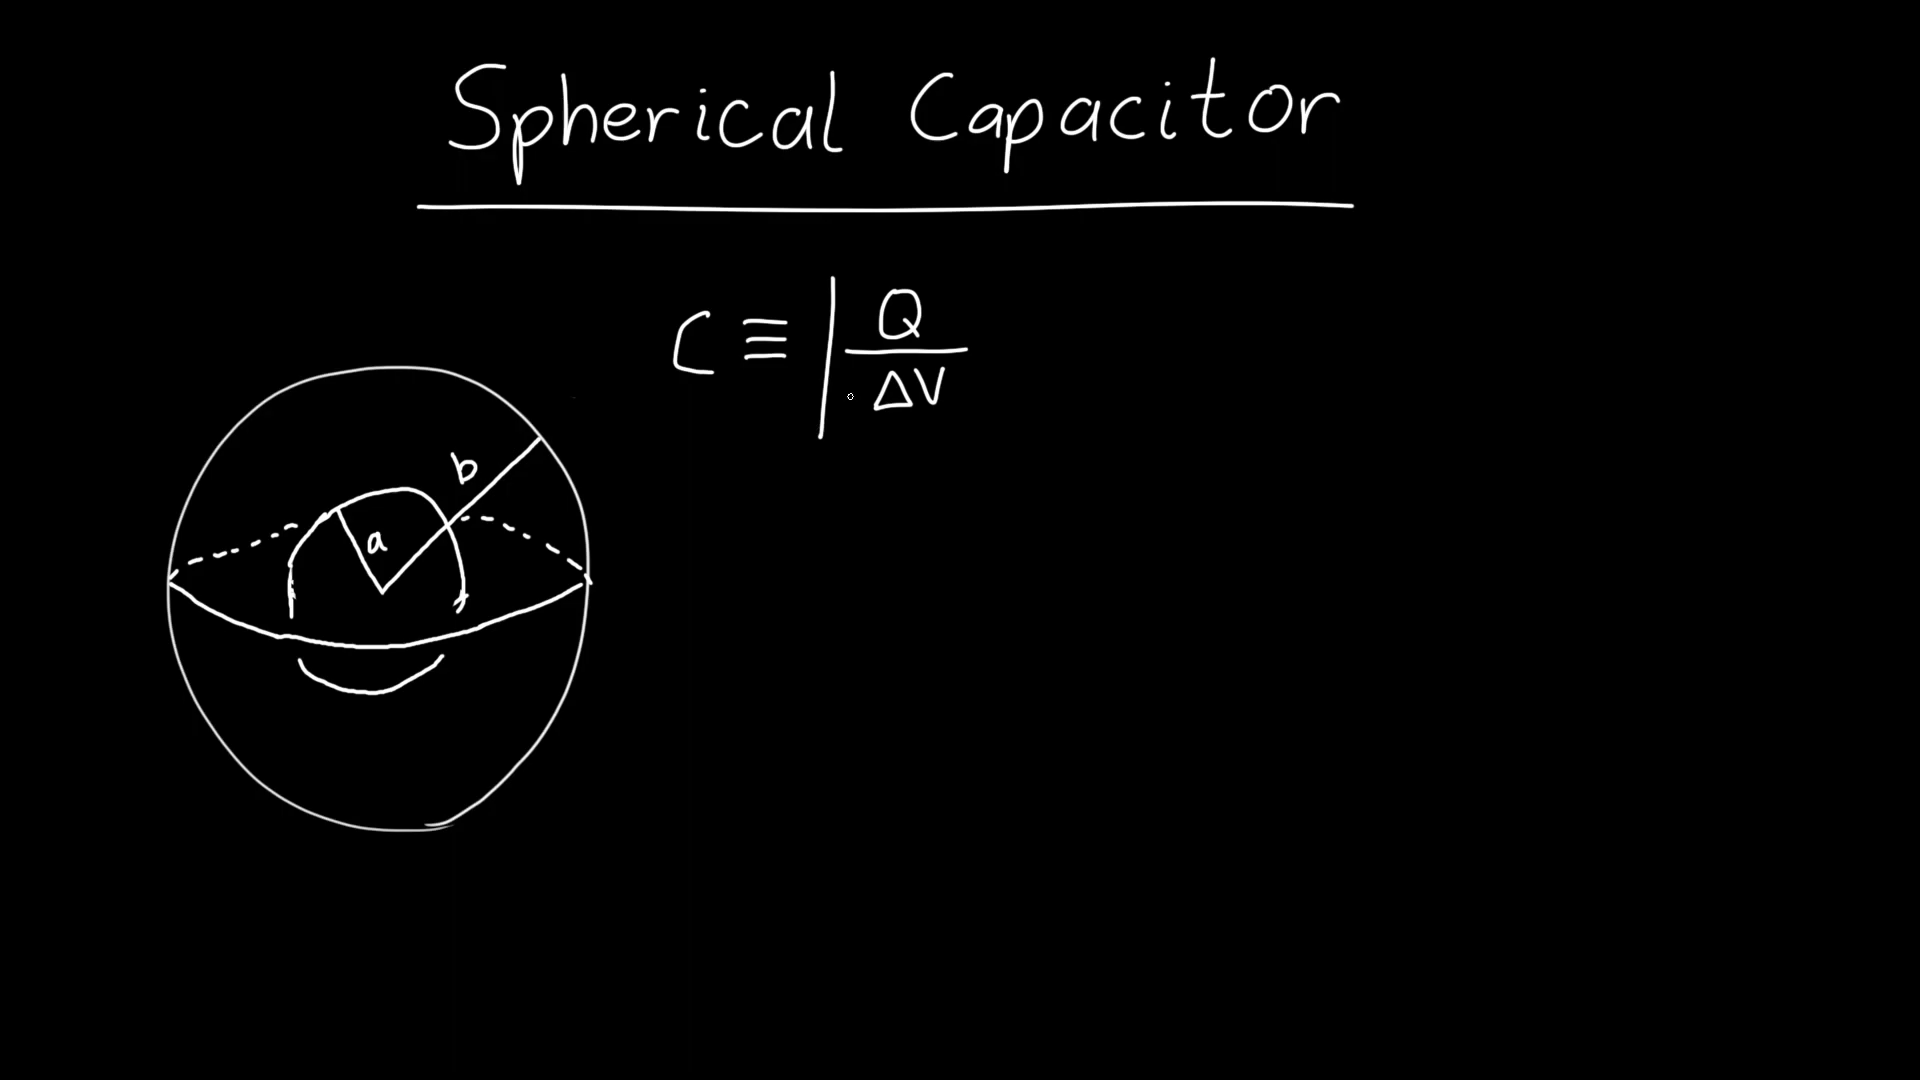 Spherical Capacitor
C ≡ | Q
ΔV
b
a